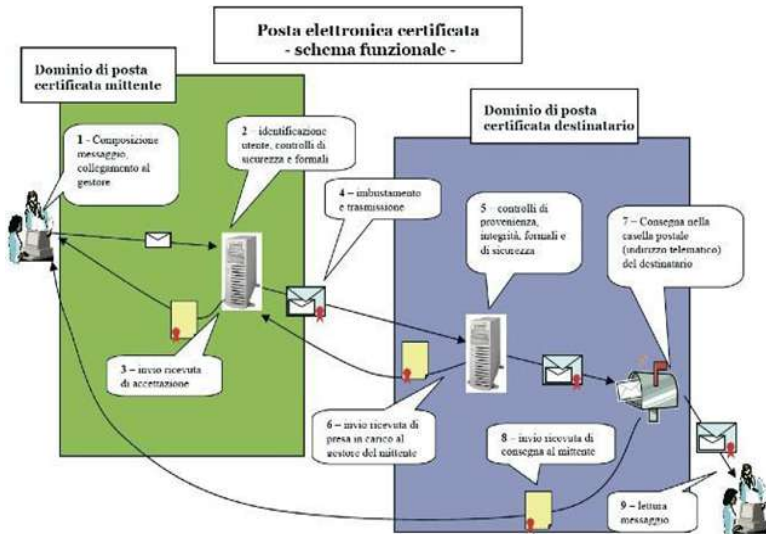 Posta elettronica certificata
- schema funzionale -
Dominio di posta
certificata mittente
Dominio di posta
certificata destinatario
1 - Composizione
messaggio,
collegamento al
gestore
2 – identificazione
utente, controlli di
sicurezza e formali
3 – invio ricevuta
di accettazione
4 – imbustamento
e trasmissione
5 – controlli di
provenienza,
integrità, formali e
di sicurezza
6 – invio ricevuta di
presa in carico al
gestore del mittente
7 – Consegna nella
casella postale
(indirizzo telematico)
del destinatario
8 – invio ricevuta di
consegna al mittente
9 – lettura
messaggio